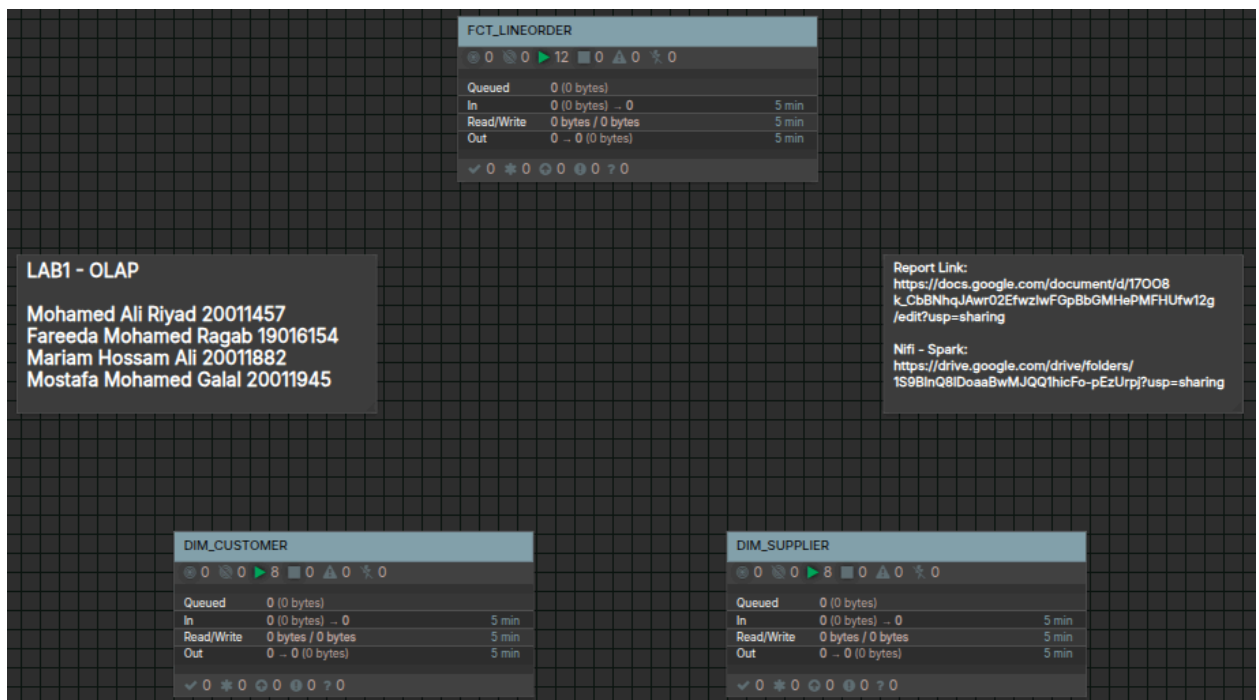 FCT_LINEORDER
0 0 12 0 0 0
Queued 0 (0 bytes)
In 0 (0 bytes) → 0 5 min
Read/Write 0 bytes / 0 bytes 5 min
Out 0 → 0 (0 bytes) 5 min
0 0 0 0 ? 0
LAB1 - OLAP
Mohamed Ali Riyad 20011457
Fareeda Mohamed Ragab 19016154
Mariam Hossam Ali 20011882
Mostafa Mohamed Galal 20011945
Report Link:
https://docs.google.com/document/d/17OO8
k_CbBNhqJAwr02EfwzIwFGpBbGMHePMFHUfw12g
/edit?usp=sharing
Nifi - Spark:
https://drive.google.com/drive/folders/
1S9BlnQ8lDoaaBwMJQQ1hicFo-pEzUrpj?usp=sharing
DIM_CUSTOMER
0 0 8 0 0 0
Queued 0 (0 bytes)
In 0 (0 bytes) → 0 5 min
Read/Write 0 bytes / 0 bytes 5 min
Out 0 → 0 (0 bytes) 5 min
0 0 0 0 ? 0
DIM_SUPPLIER
0 0 8 0 0 0
Queued 0 (0 bytes)
In 0 (0 bytes) → 0 5 min
Read/Write 0 bytes / 0 bytes 5 min
Out 0 → 0 (0 bytes) 5 min
0 0 0 0 ? 0